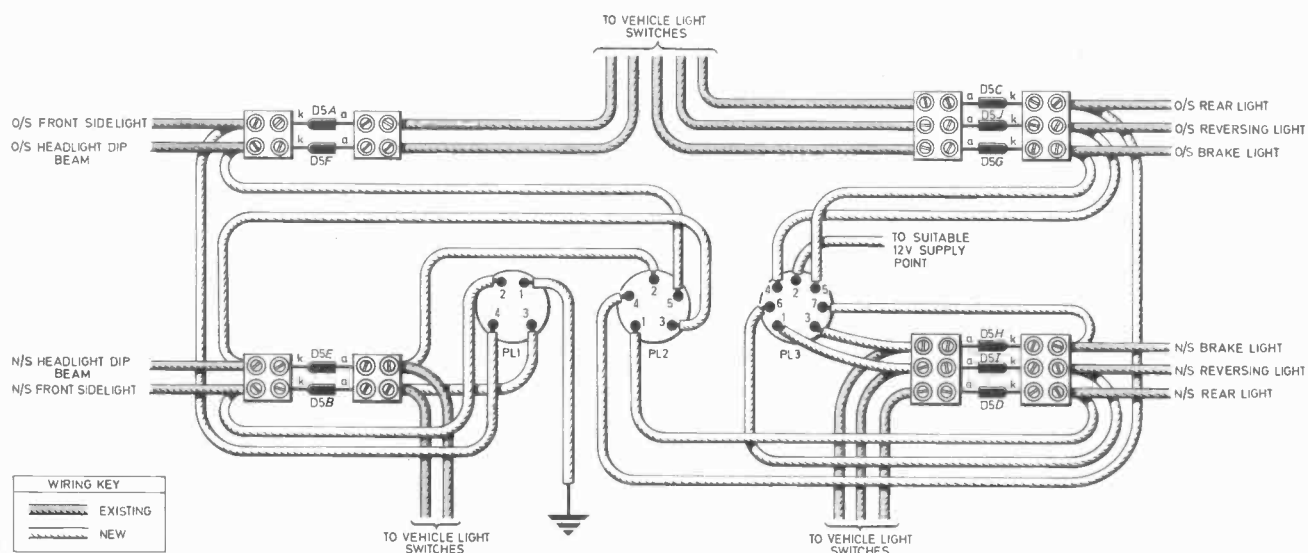 TO VEHICLE LIGHT
SWITCHES
O/S FRONT SIDELIGHT
O/S HEADLIGHT DIP
BEAM
k D5A a
k D5F a
a D5C k
a D5J k
a D5G k
O/S REAR LIGHT
O/S REVERSING LIGHT
O/S BRAKE LIGHT
TO SUITABLE
12V SUPPLY
POINT
2 1
4 3
PL1
2
4 5
1 3
PL2
4 2 5
6 7
1 3
PL3
N/S HEADLIGHT DIP
BEAM
N/S FRONT SIDELIGHT
k D5E a
k D5B a
a D5H k
a D5I k
a D5D k
N/S BRAKE LIGHT
N/S REVERSING LIGHT
N/S REAR LIGHT
WIRING KEY
EXISTING
NEW
TO VEHICLE LIGHT
SWITCHES
TO VEHICLE LIGHT
SWITCHES